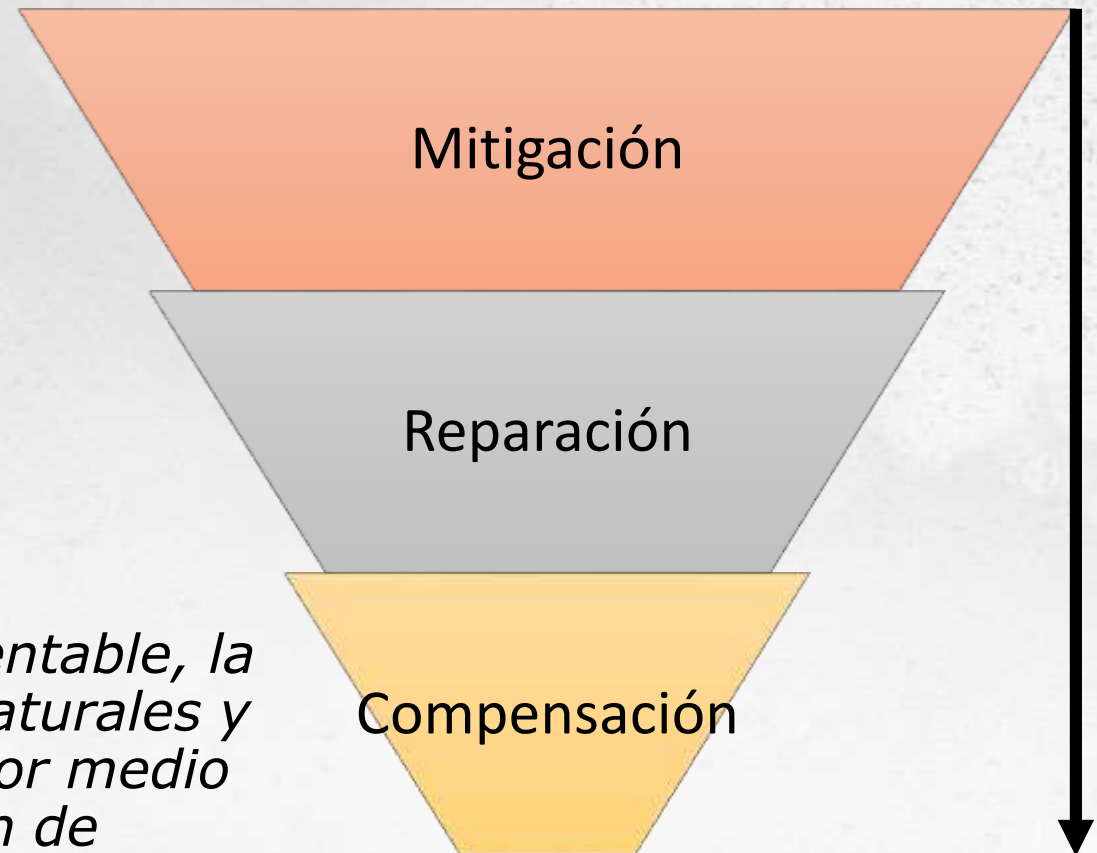 Mitigación
Reparación
Compensación
entable, la
aturales y
or medio
n de